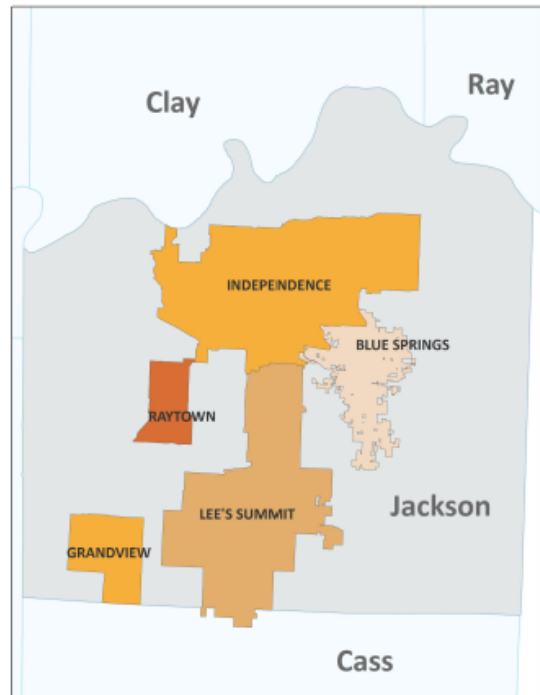 Ray
Clay
INDEPENDENCE
BLUE SPRINGS
RAYTOWN
Jackson
LEE'S SUMMIT
GRANDVIEW
Cass